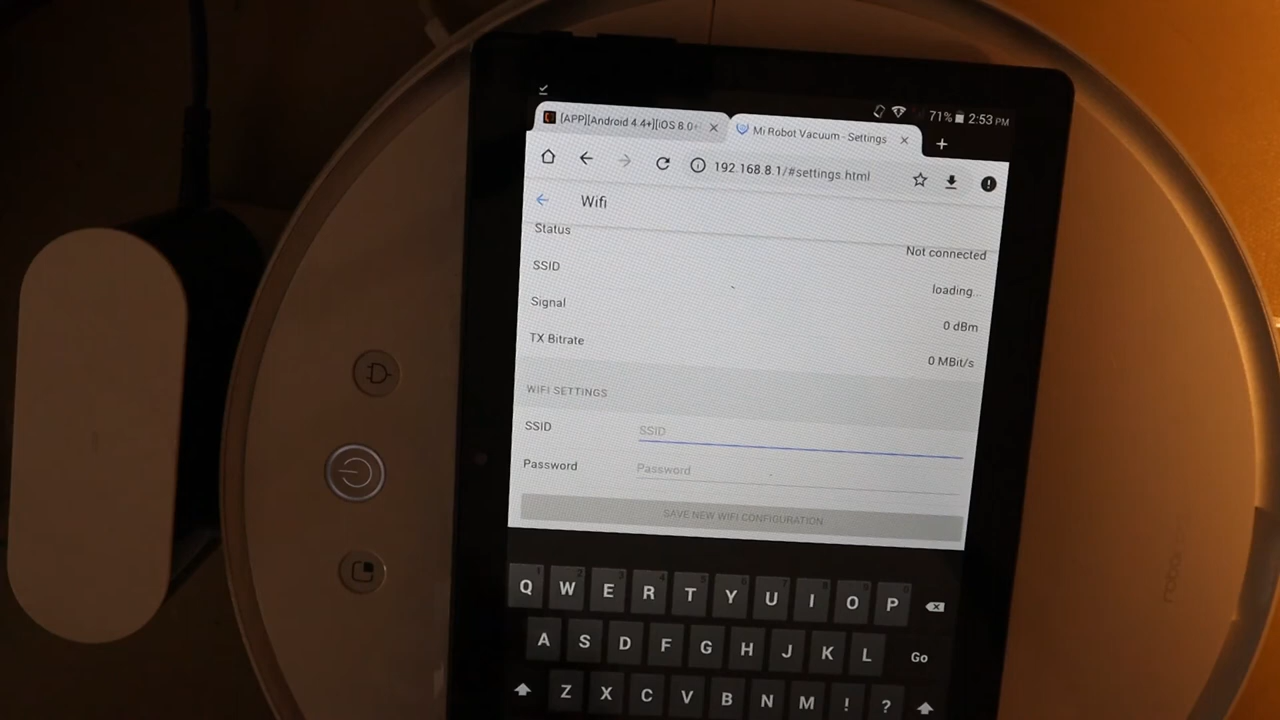 71% 2:53 PM
[APP][Android 4.4+][iOS 8.0+
Mi Robot Vacuum - Settings
192.168.8.1/#settings.html
Wifi
Status Not connected
SSID loading...
Signal 0 dBm
TX Bitrate 0 MBit/s
WIFI SETTINGS
SSID SSID
Password Password
SAVE NEW WIFI CONFIGURATION
Q W E R T Y U I O P
A S D F G H J K L Go
Z X C V B N M ! ?